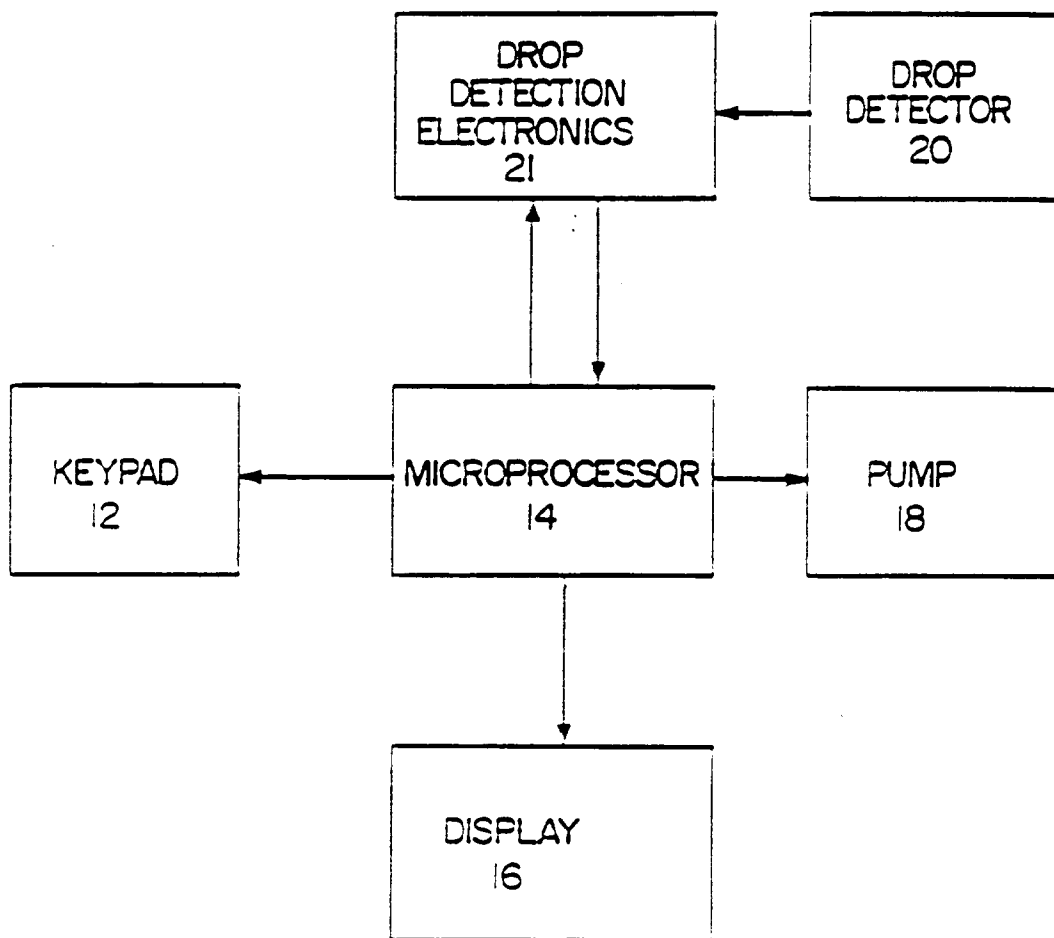 DROP
DETECTION
ELECTRONICS
21
DROP
DETECTOR
20
KEYPAD
12
MICROPROCESSOR
14
PUMP
18
DISPLAY
16